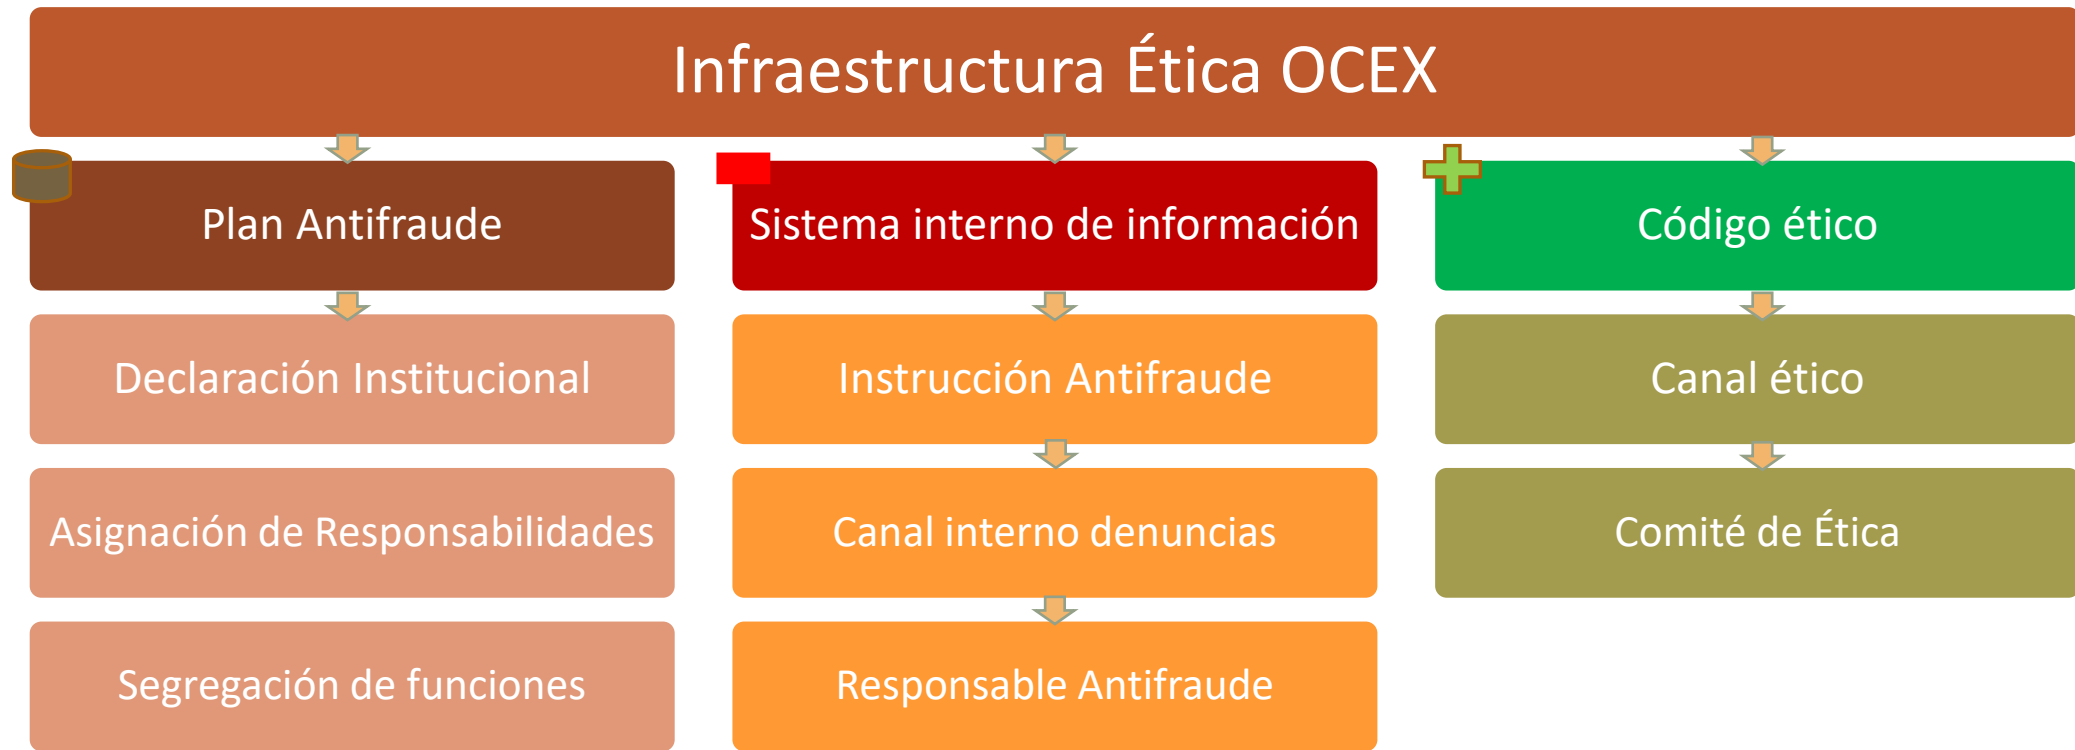 Infraestructura Ética OCEX
Plan Antifraude
Sistema interno de información
Código ético
Declaración Institucional
Instrucción Antifraude
Canal ético
Asignación de Responsabilidades
Canal interno denuncias
Comité de Ética
Segregación de funciones
Responsable Antifraude